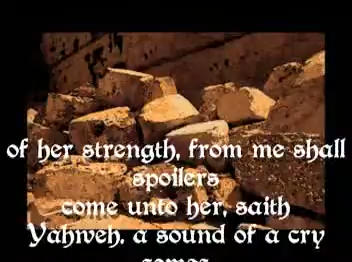 of her strength, from me shall
spoilers
come unto her, saith
Yahweh. a sound of a cry
comes